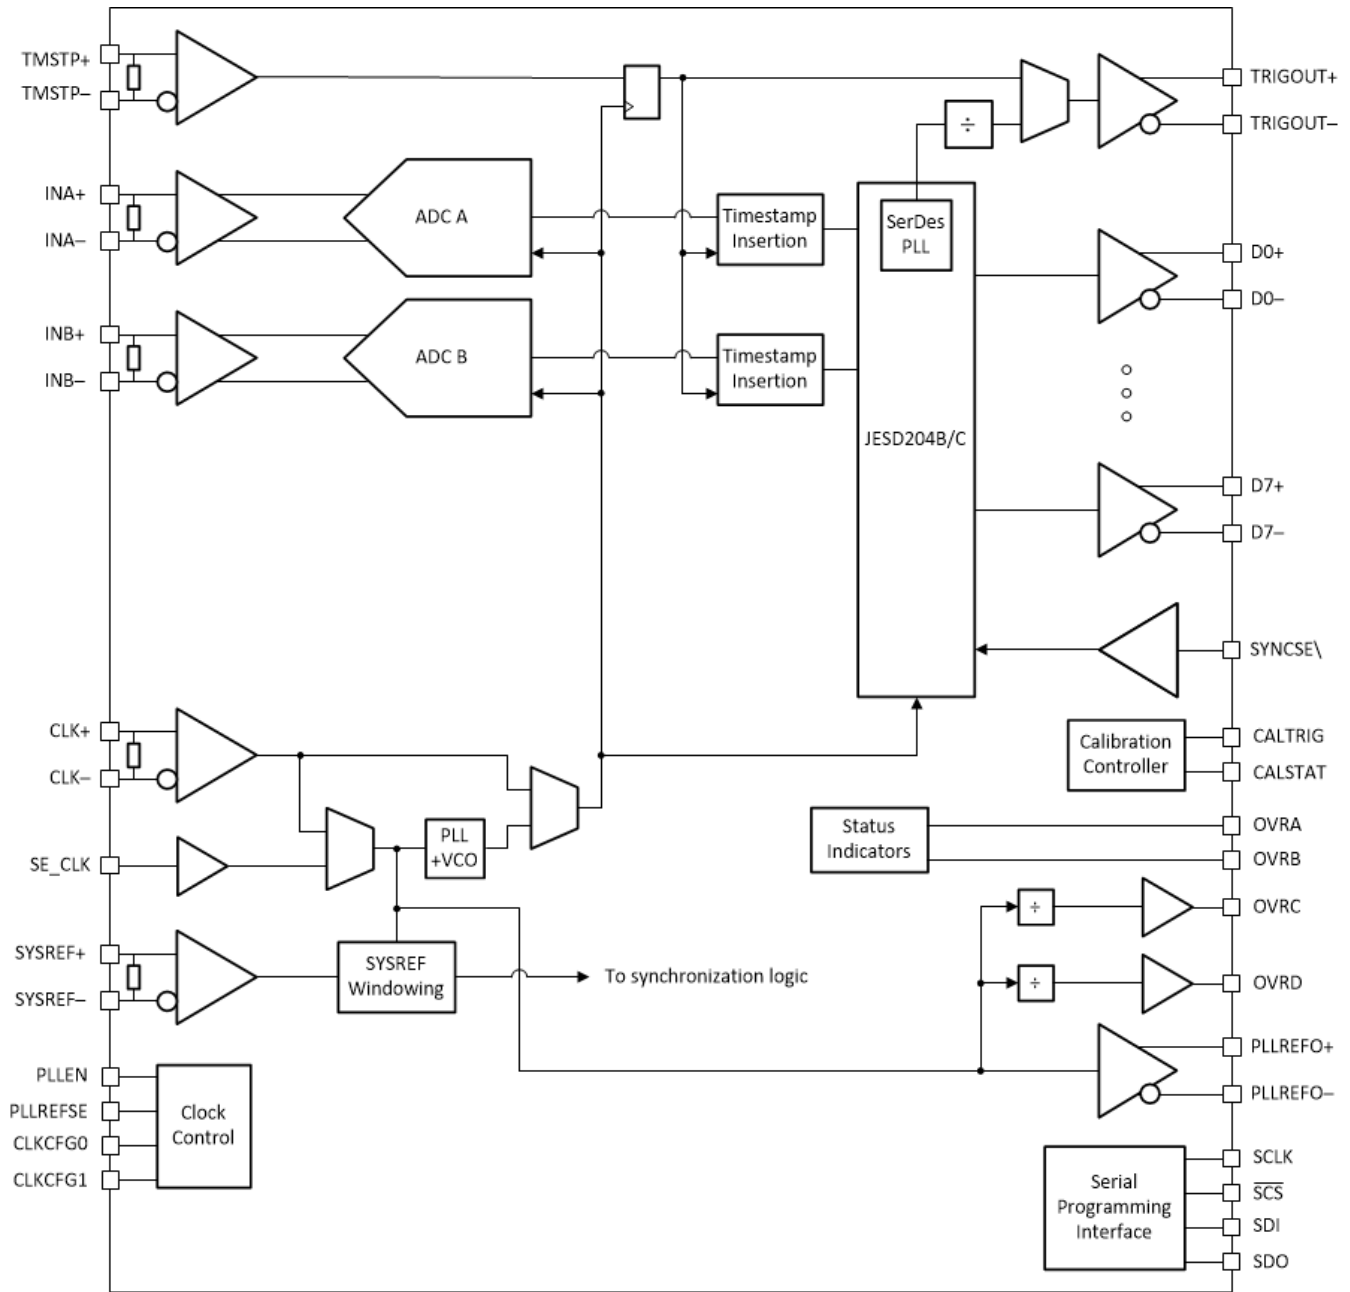 TMSTP+
TMSTP–
INA+
INA–
INB+
INB–
CLK+
CLK–
SE_CLK
SYSREF+
SYSREF–
PLLEN
PLLREFSE
CLKCFG0
CLKCFG1
ADC A
ADC B
Timestamp
Insertion
Timestamp
Insertion
÷
SerDes
PLL
JESD204B/C
PLL
+VCO
SYSREF
Windowing
To synchronization logic
Clock
Control
Calibration
Controller
Status
Indicators
÷
÷
Serial
Programming
Interface
TRIGOUT+
TRIGOUT–
D0+
D0–
D7+
D7–
SYNCSE\
CALTRIG
CALSTAT
OVRA
OVRB
OVRC
OVRD
PLLREFO+
PLLREFO–
SCLK
S̅C̅S̅
SDI
SDO